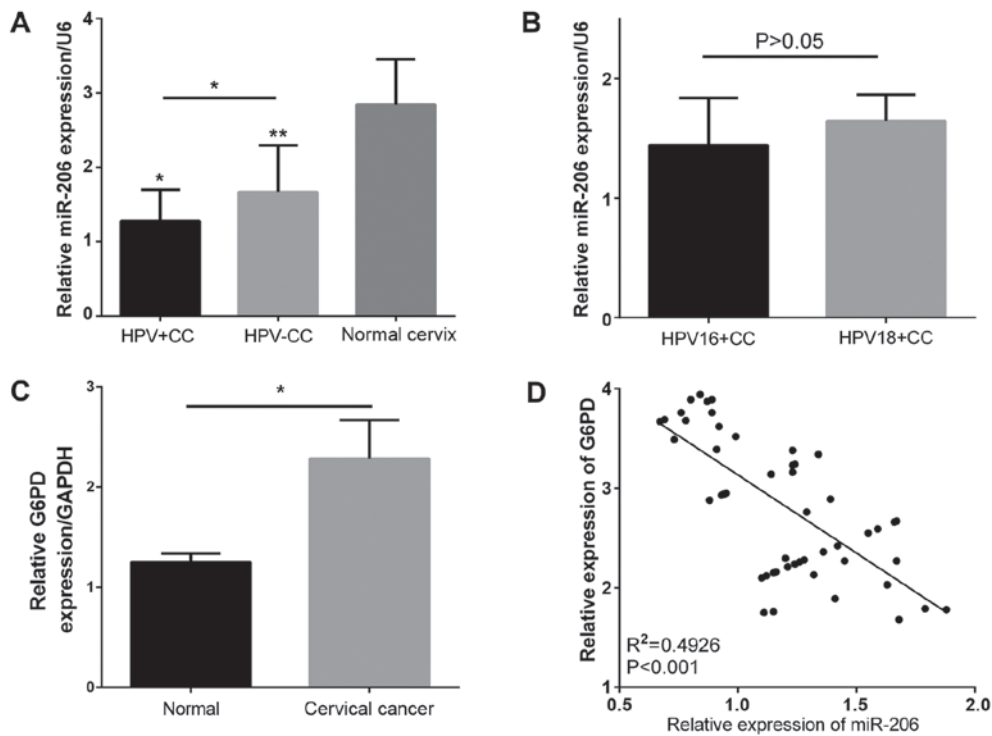 A
Relative miR-206 expression/U6
4
3
2
1
0
*
*
**
HPV+CC
HPV-CC
Normal cervix
B
Relative miR-206 expression/U6
2
1
0
P>0.05
HPV16+CC
HPV18+CC
C
Relative G6PD
expression/GAPDH
3
2
1
0
*
Normal
Cervical cancer
D
Relative expression of G6PD
4
3
2
1
R²=0.4926
P<0.001
0.5
1.0
1.5
2.0
Relative expression of miR-206